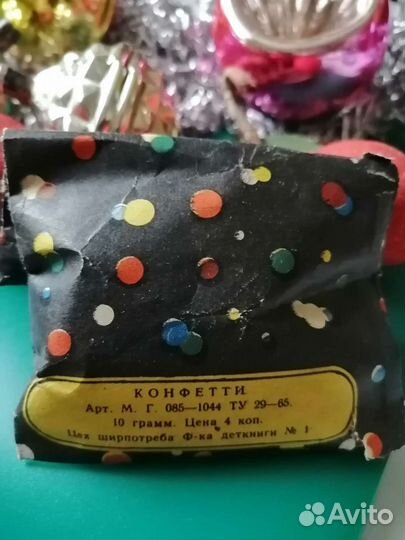 КОНФЕТТИ
Арт. М. Г. 085—1044 ТУ 29—65.
10 грамм. Цена 4 коп.
Цех ширпотреба Ф-ка деткниги № 1
Avito